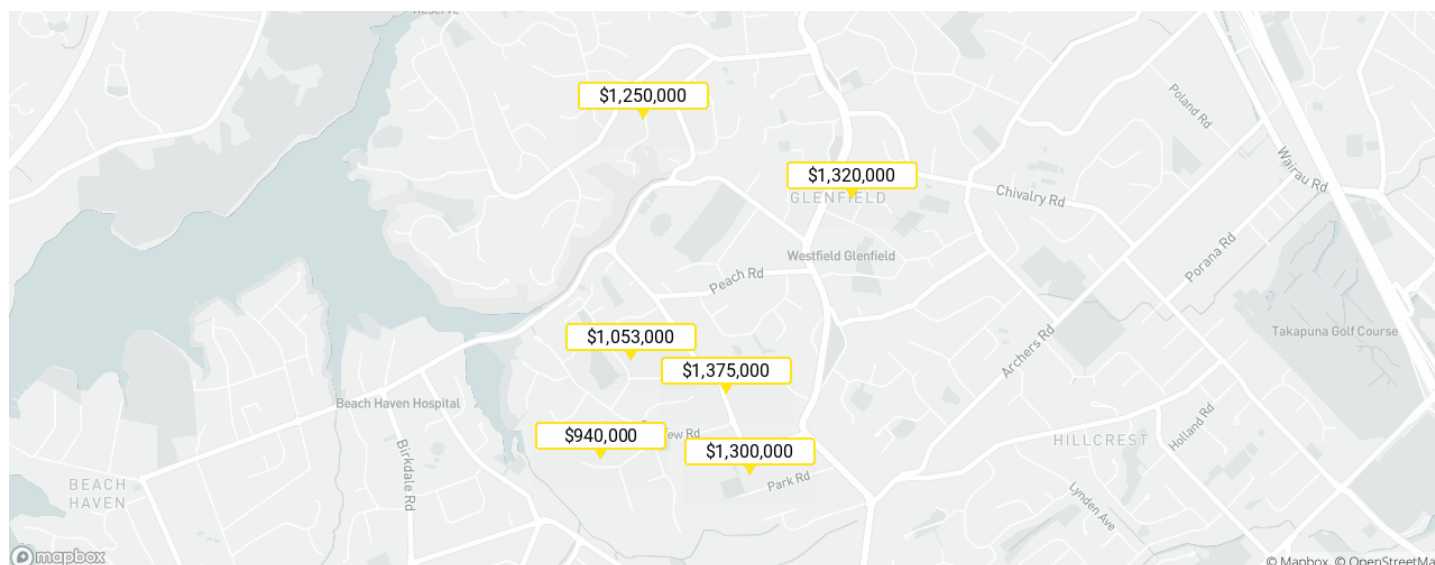 Reserve
$1,250,000
Poland Rd
Wairau Rd
$1,320,000
GLENFIELD
Chivalry Rd
Westfield Glenfield
Porana Rd
Peach Rd
$1,053,000
Takapuna Golf Course
Archers Rd
$1,375,000
Beach Haven Hospital
$940,000
Rd
$1,300,000
HILLCREST
Holland Rd
Birkdale Rd
Park Rd
BEACH
HAVEN
Lynden Ave
mapbox
© Mapbox, © OpenStreetMa